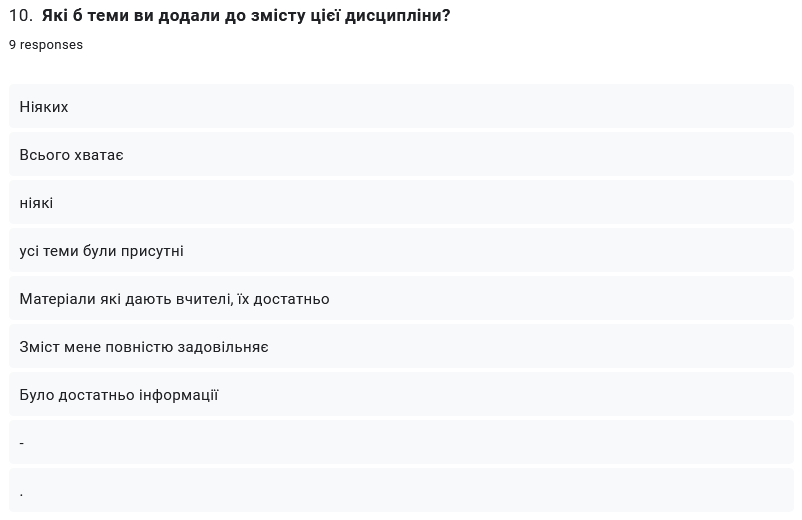 10. Які б теми ви додали до змісту цієї дисципліни?
9 responses
Ніяких
Всього хватає
ніякі
усі теми були присутні
Матеріали які дають вчителі, їх достатньо
Зміст мене повністю задовільняє
Було достатньо інформації
-
.